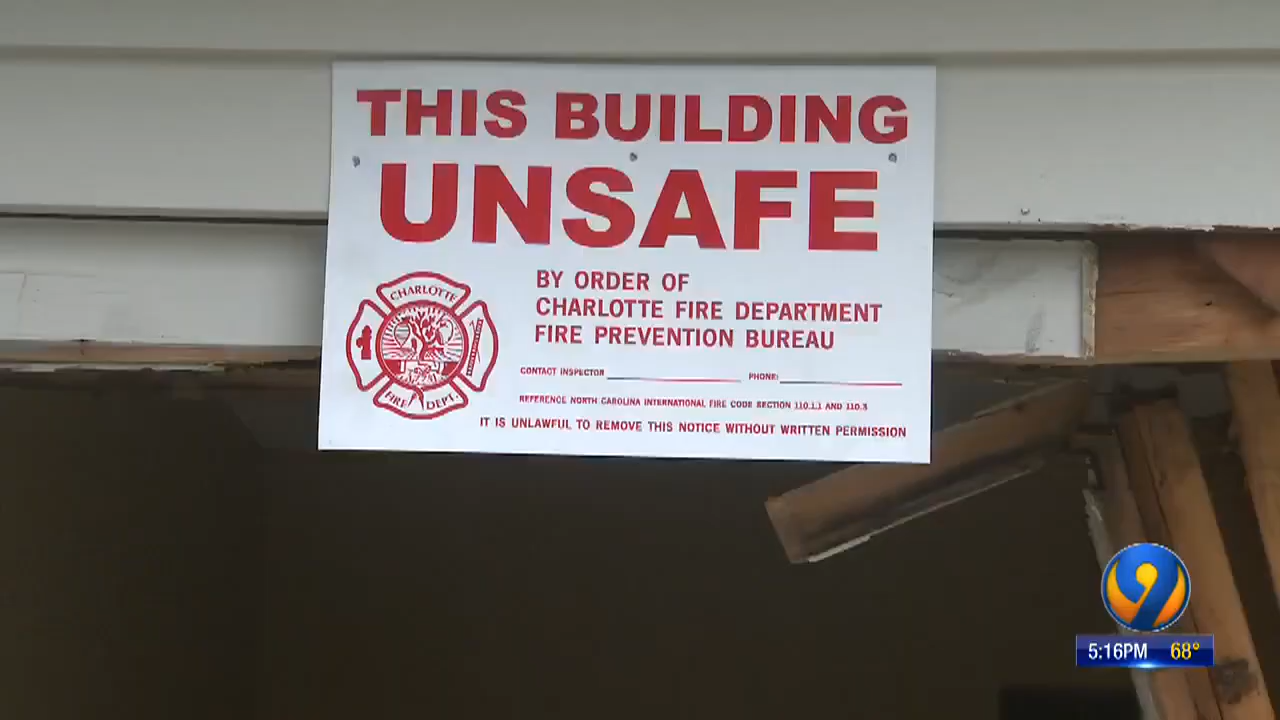 THIS BUILDING
UNSAFE
BY ORDER OF
CHARLOTTE FIRE DEPARTMENT
FIRE PREVENTION BUREAU
CHARLOTTE
FIRE DEPT.
CONTACT INSPECTOR PHONE:
REFERENCE NORTH CAROLINA INTERNATIONAL FIRE CODE SECTION 110.1.1 AND 110.3
IT IS UNLAWFUL TO REMOVE THIS NOTICE WITHOUT WRITTEN PERMISSION
9
5:16PM 68°